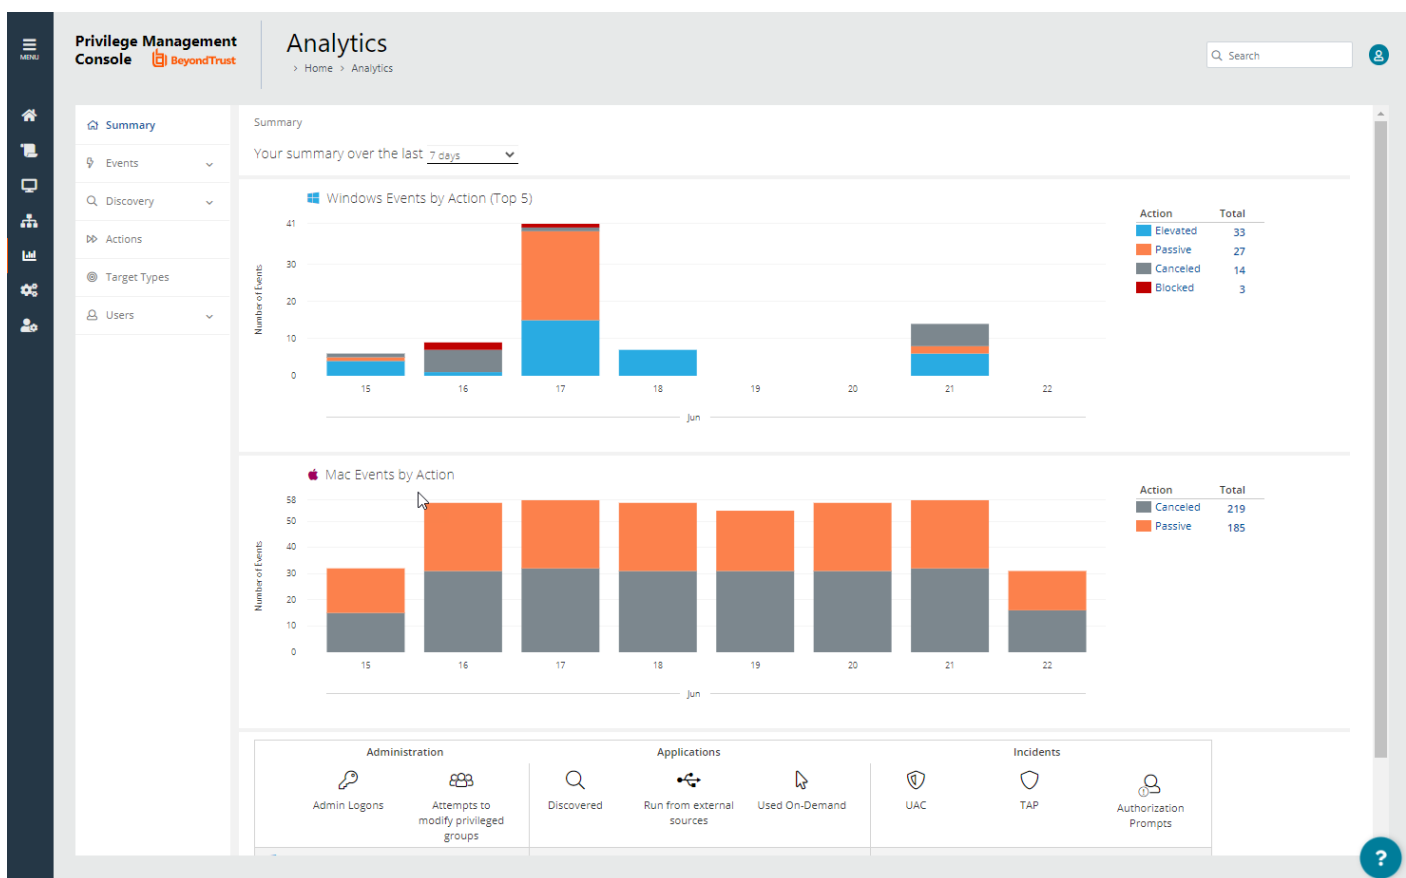 MENU
Privilege Management
Console BeyondTrust
Analytics
> Home > Analytics
Search
Summary
Events
Discovery
Actions
Target Types
Users
Summary
Your summary over the last 7 days
Windows Events by Action (Top 5)
Number of Events
41
30
20
10
0
15 16 17 18 19 20 21 22
Jun
Action Total
Elevated 33
Passive 27
Canceled 14
Blocked 3
Mac Events by Action
Number of Events
58
50
40
30
20
10
0
15 16 17 18 19 20 21 22
Jun
Action Total
Canceled 219
Passive 185
Administration Applications Incidents
Admin Logons
Attempts to
modify privileged
groups
Discovered
Run from external
sources
Used On-Demand
UAC
TAP
Authorization
Prompts
?